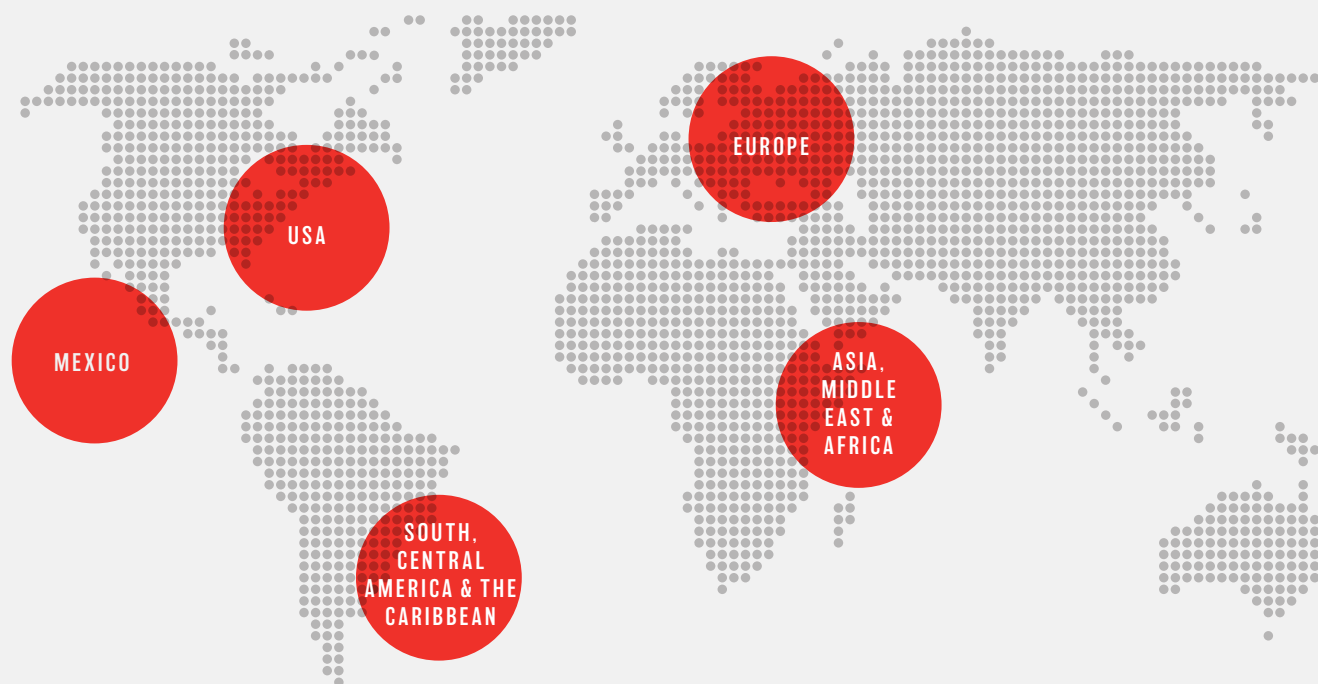 EUROPE
USA
MEXICO
ASIA,
MIDDLE
EAST &
AFRICA
SOUTH,
CENTRAL
AMERICA & THE
CARIBBEAN